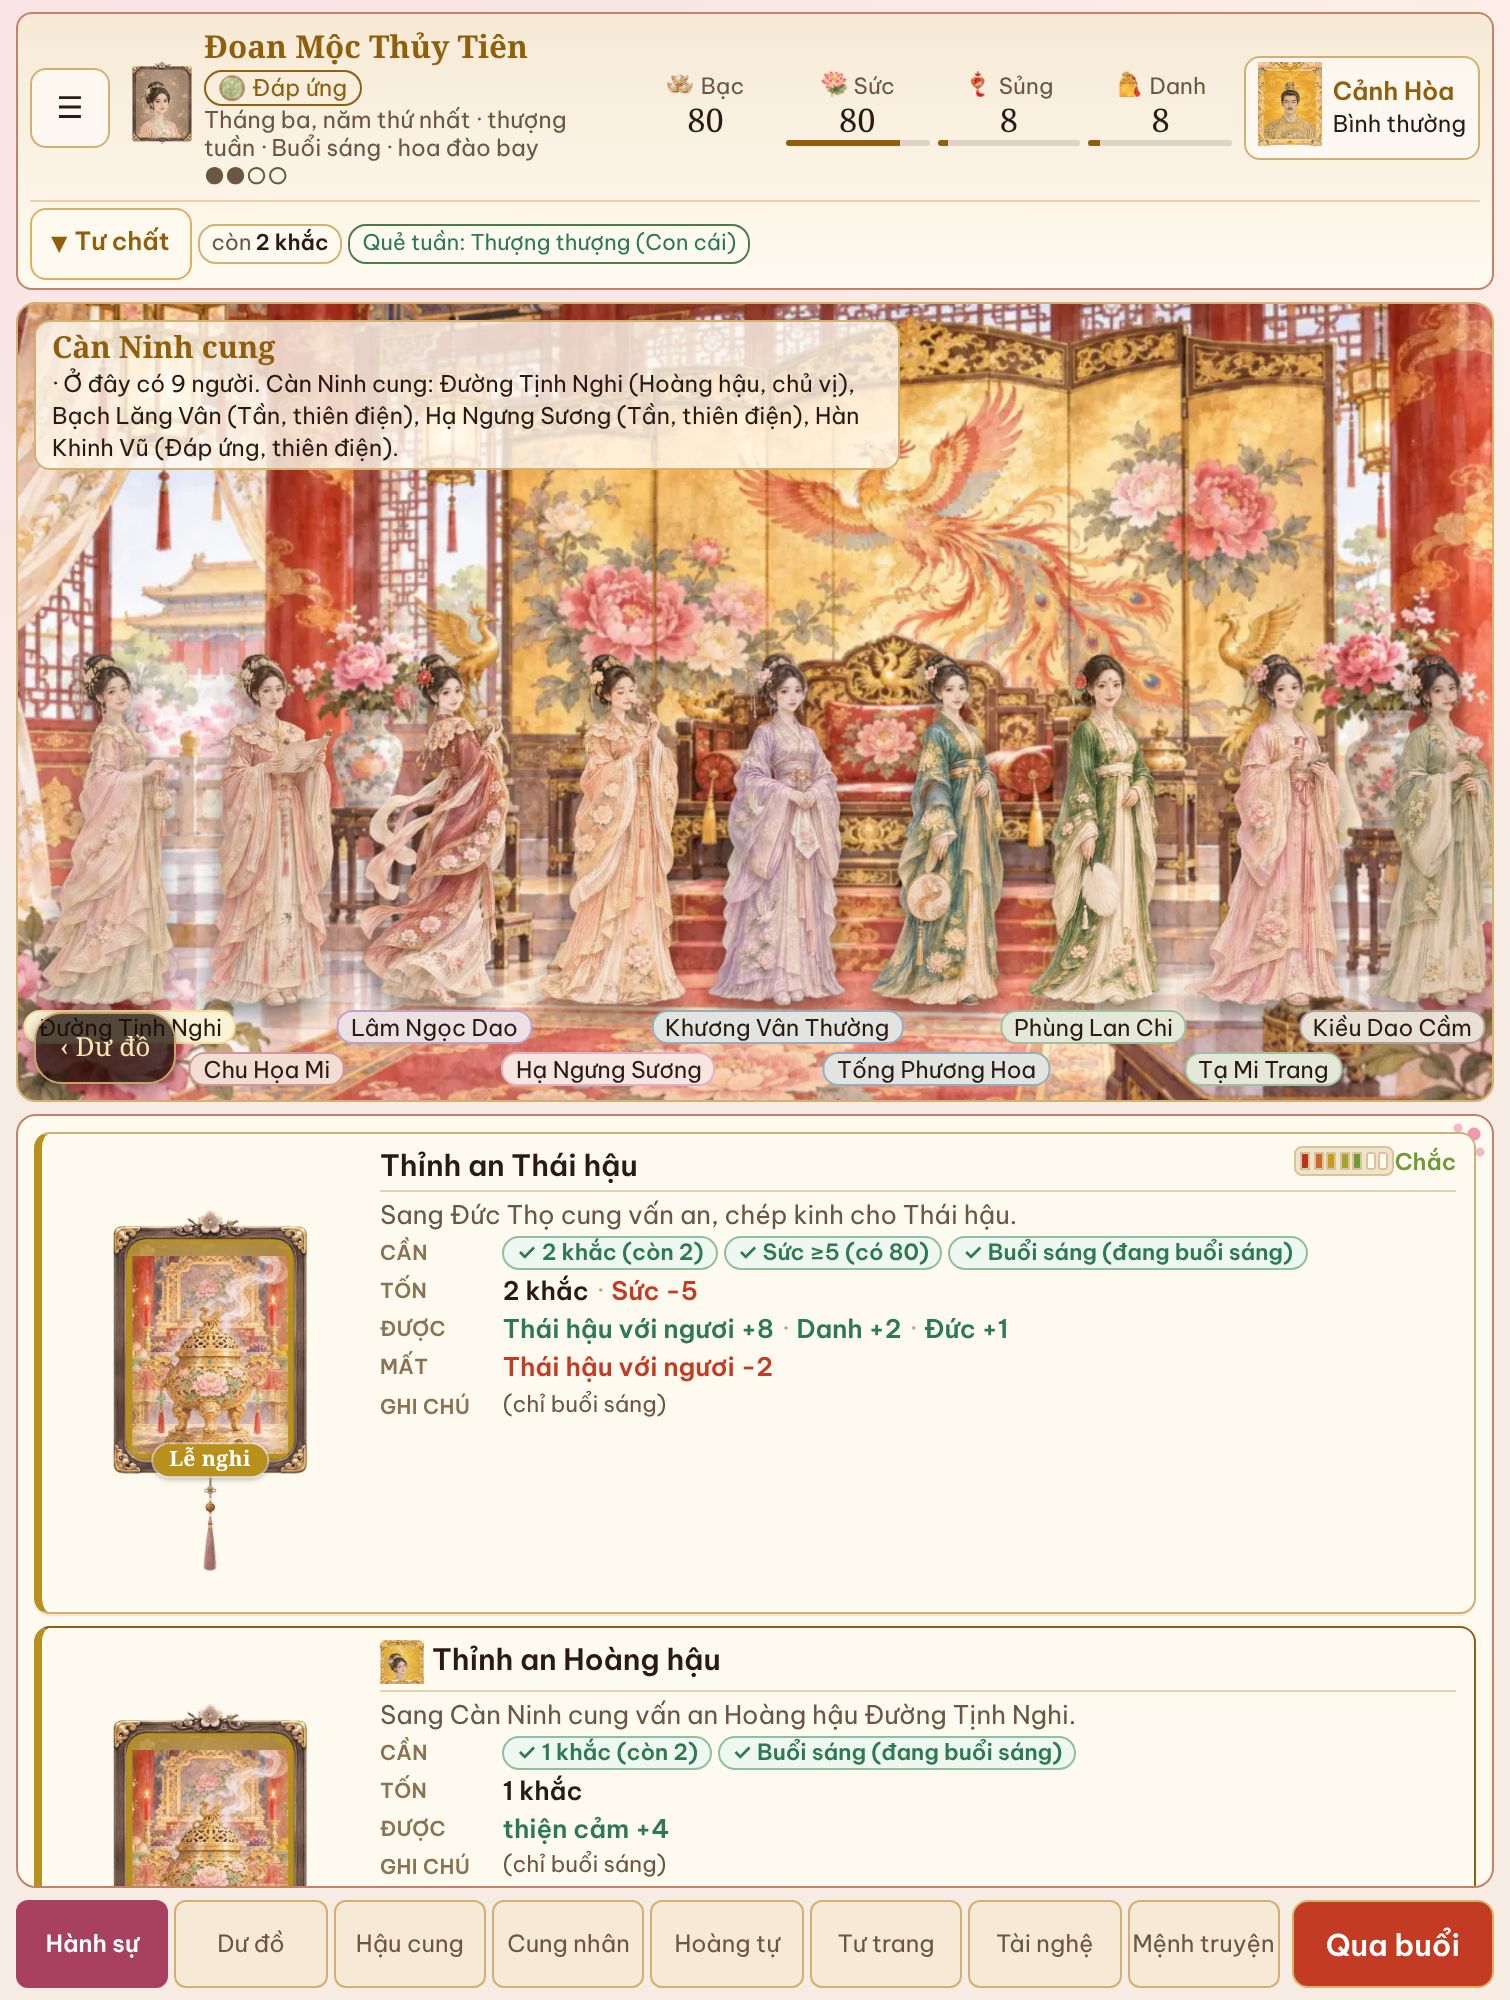 ☰
Đoan Mộc Thủy Tiên
Đáp ứng
Tháng ba, năm thứ nhất · thượng
tuần · Buổi sáng · hoa đào bay
Bạc
80
Sức
80
Sủng
8
Danh
8
Cảnh Hòa
Bình thường
▼ Tư chất
còn 2 khắc
Quẻ tuần: Thượng thượng (Con cái)
Càn Ninh cung
· Ở đây có 9 người. Càn Ninh cung: Đường Tịnh Nghi (Hoàng hậu, chủ vị),
Bạch Lăng Vân (Tần, thiên điện), Hạ Ngưng Sương (Tần, thiên điện), Hàn
Khinh Vũ (Đáp ứng, thiên điện).
Đường Tịnh Nghi
Lâm Ngọc Dao
Khương Vân Thường
Phùng Lan Chi
Kiều Dao Cầm
‹ Dư đồ
Chu Họa Mi
Hạ Ngưng Sương
Tống Phương Hoa
Tạ Mi Trang
Thỉnh an Thái hậu
Chắc
Sang Đức Thọ cung vấn an, chép kinh cho Thái hậu.
CẦN ✓ 2 khắc (còn 2) ✓ Sức ≥5 (có 80) ✓ Buổi sáng (đang buổi sáng)
TỐN 2 khắc · Sức -5
ĐƯỢC Thái hậu với ngươi +8 · Danh +2 · Đức +1
MẤT Thái hậu với ngươi -2
GHI CHÚ (chỉ buổi sáng)
Lễ nghi
Thỉnh an Hoàng hậu
Sang Càn Ninh cung vấn an Hoàng hậu Đường Tịnh Nghi.
CẦN ✓ 1 khắc (còn 2) ✓ Buổi sáng (đang buổi sáng)
TỐN 1 khắc
ĐƯỢC thiện cảm +4
GHI CHÚ (chỉ buổi sáng)
Hành sự
Dư đồ
Hậu cung
Cung nhân
Hoàng tự
Tư trang
Tài nghệ
Mệnh truyện
Qua buổi